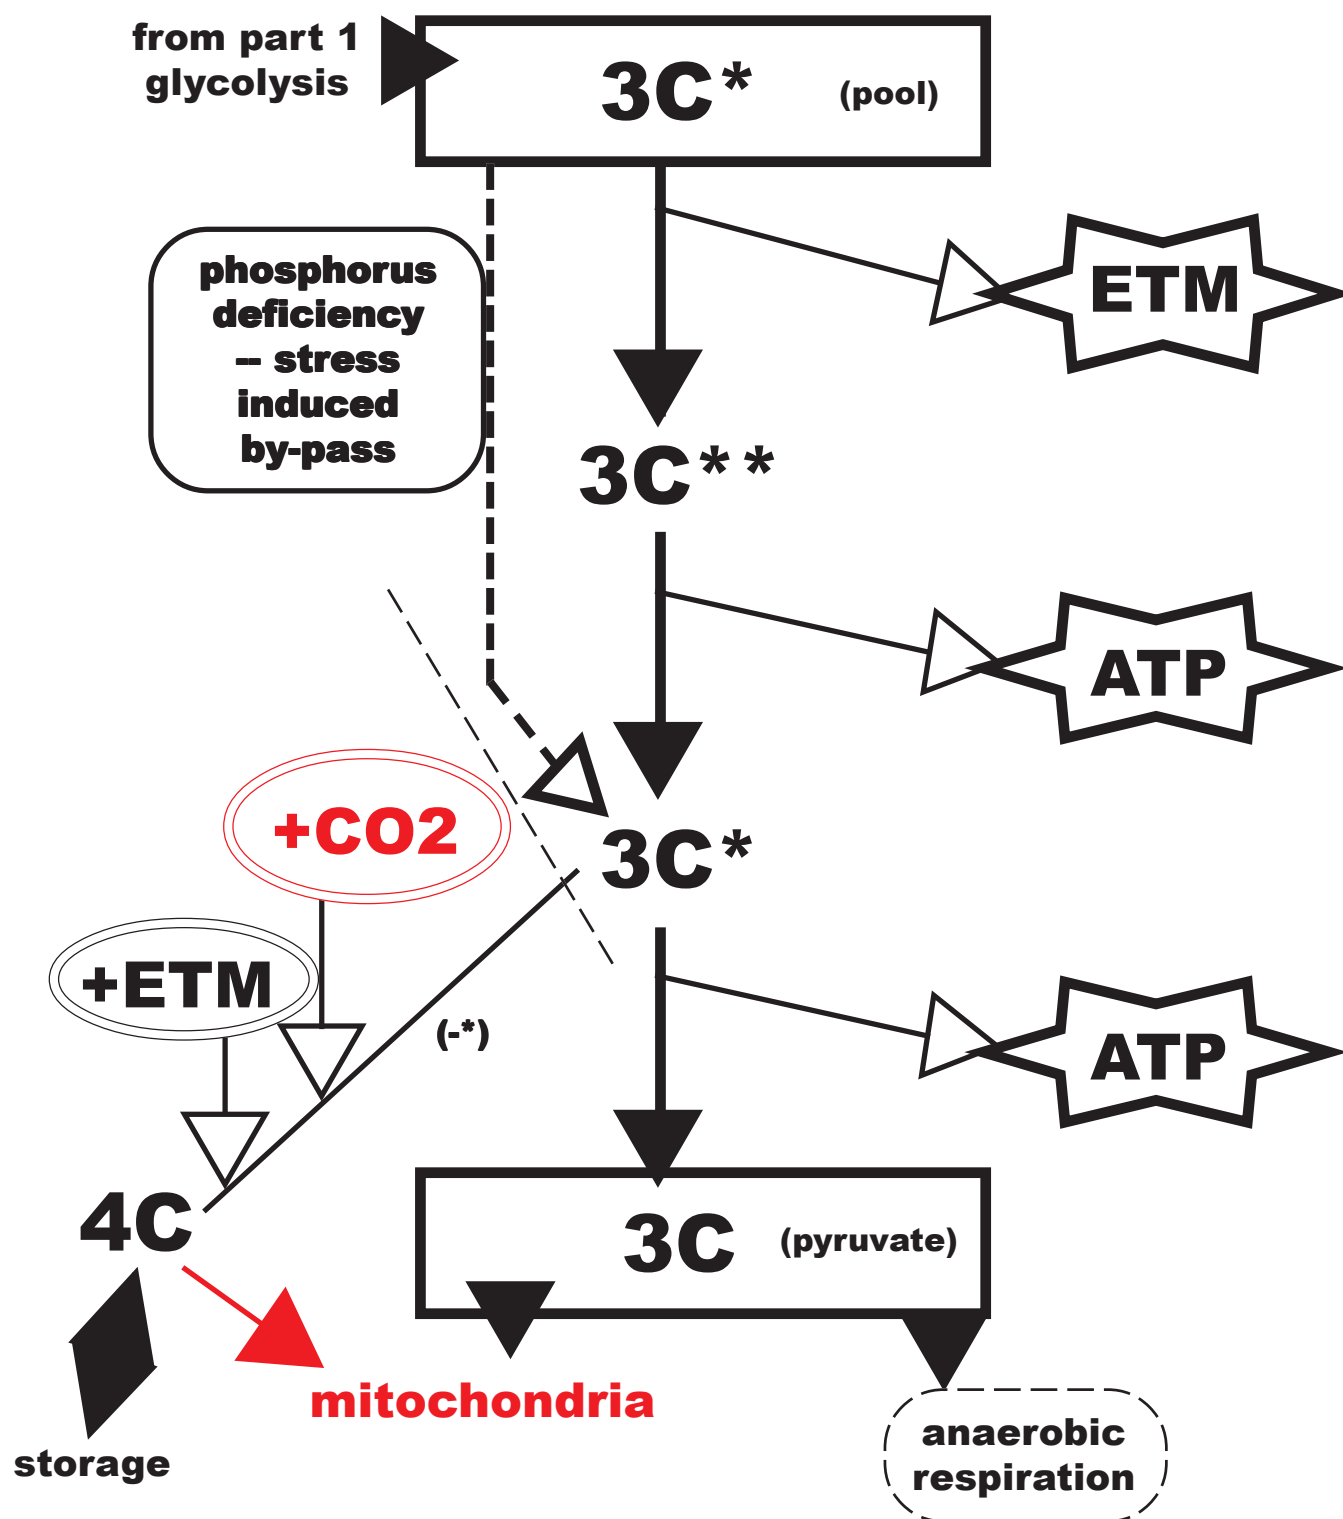 from part 1
glycolysis
3C* (pool)
phosphorus
deficiency
-- stress
induced
by-pass
ETM
3C**
ATP
+CO2
3C*
+ETM
(-*)
ATP
4C
3C (pyruvate)
mitochondria
storage
anaerobic
respiration